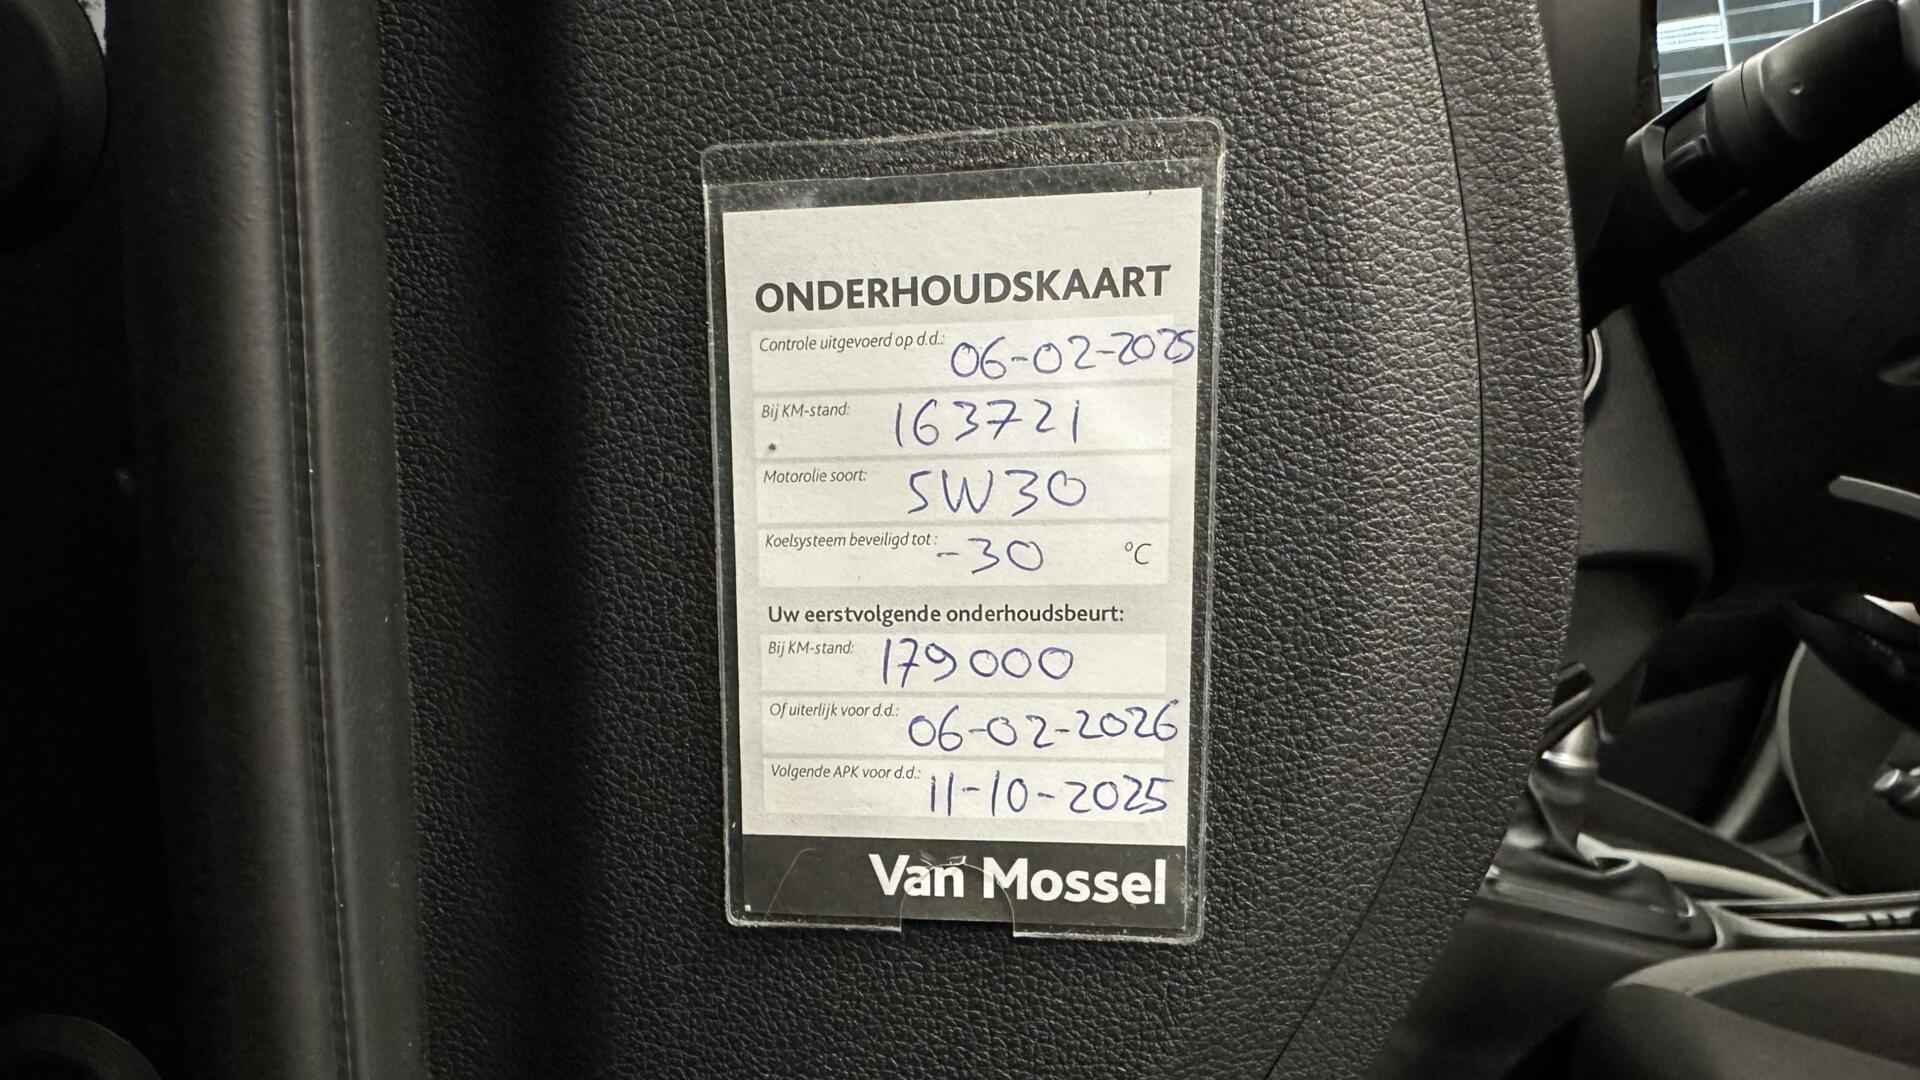 ONDERHOUDSKAART
Controle uitgevoerd op d.d.: 06-02-2025
Bij KM-stand: 163721
Motorolie soort: 5W30
Koelsysteem beveiligd tot: -30 °C
Uw eerstvolgende onderhoudsbeurt:
Bij KM-stand: 179000
Of uiterlijk voor d.d.: 06-02-2026
Volgende APK voor d.d.: 11-10-2025
Van Mossel